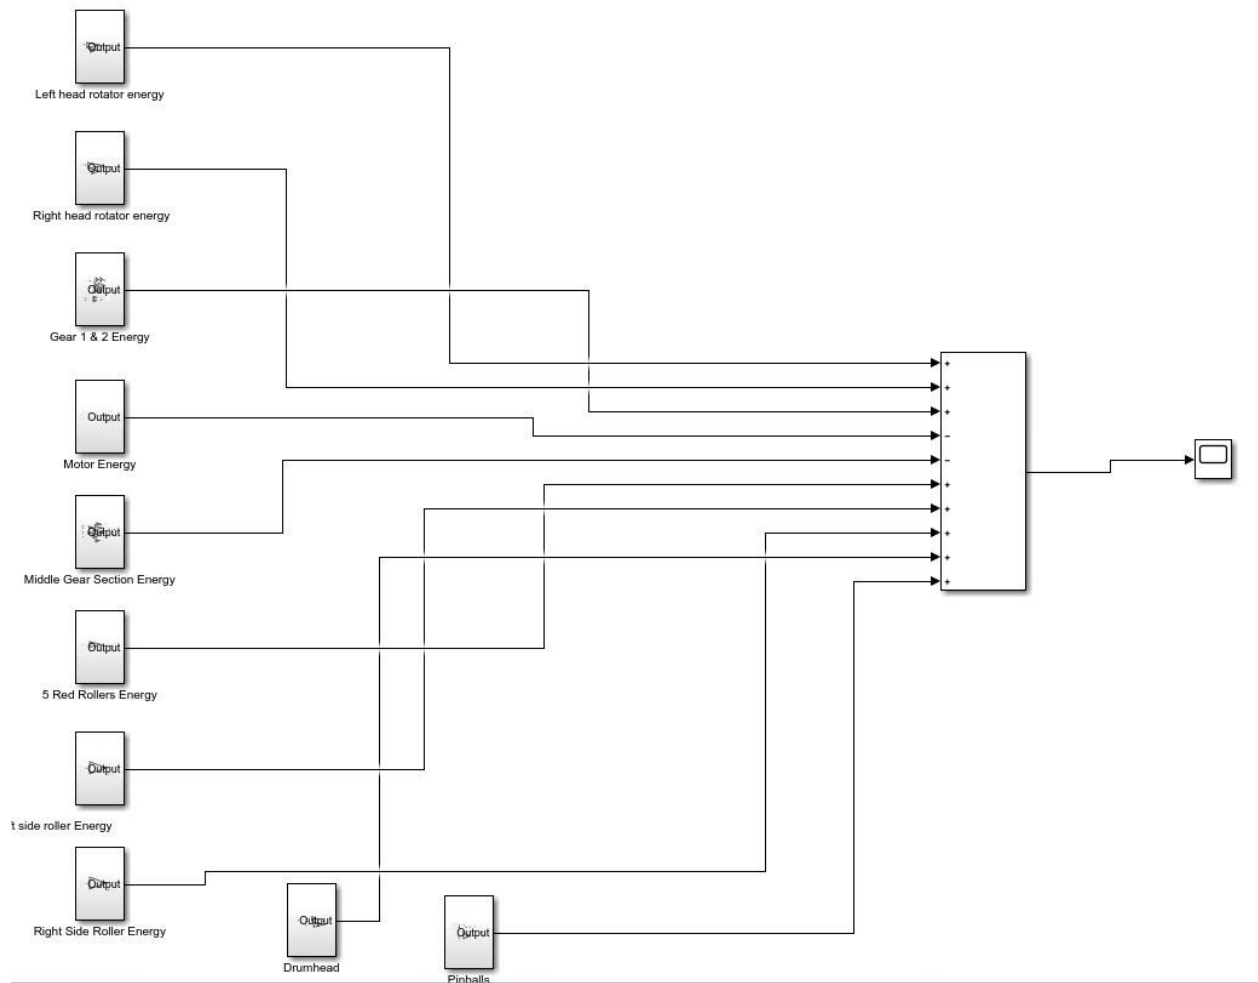 Output
Left head rotator energy
Output
Right head rotator energy
Output
Gear 1 & 2 Energy
+
+
+
Output
−
Motor Energy
−
+
+
Output
+
Middle Gear Section Energy
+
+
Output
5 Red Rollers Energy
Output
't side roller Energy
Output
Right Side Roller Energy
Output
Drumhead
Output
Pinballs